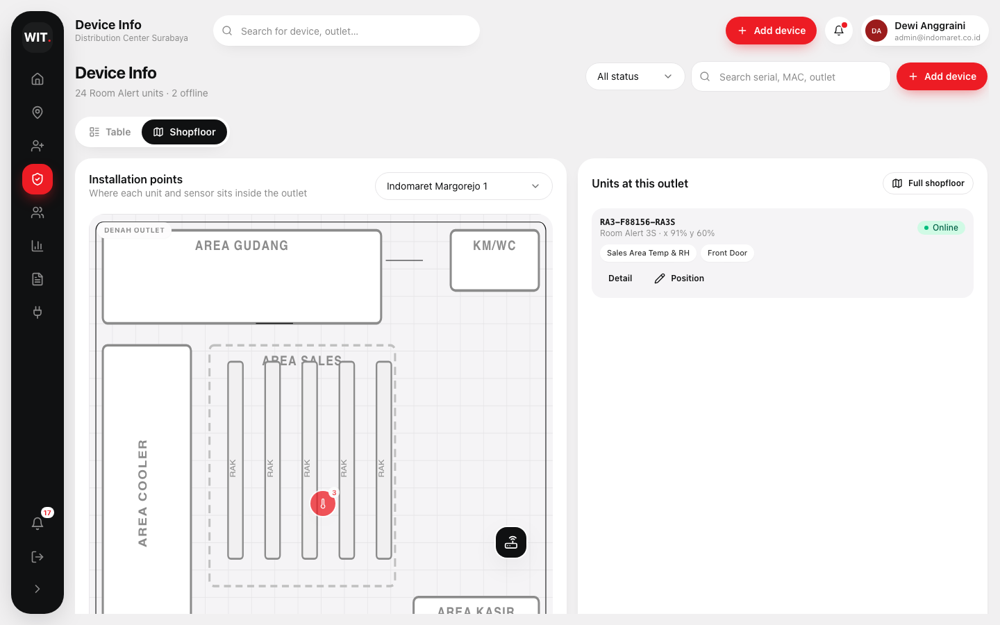 WIT.
Device Info
Distribution Center Surabaya
Search for device, outlet...
Add device
DA
Dewi Anggraini
admin@indomaret.co.id
Device Info
24 Room Alert units · 2 offline
All status
Search serial, MAC, outlet
Add device
Table
Shopfloor
Installation points
Where each unit and sensor sits inside the outlet
Indomaret Margorejo 1
DENAH OUTLET
AREA GUDANG
KM/WC
AREA SALES
AREA COOLER
RAK
RAK
RAK
RAK
RAK
3
AREA KASIR
Units at this outlet
Full shopfloor
RA3-F88156-RA3S
Room Alert 3S · x 91% y 60%
Online
Sales Area Temp & RH
Front Door
Detail
Position
17